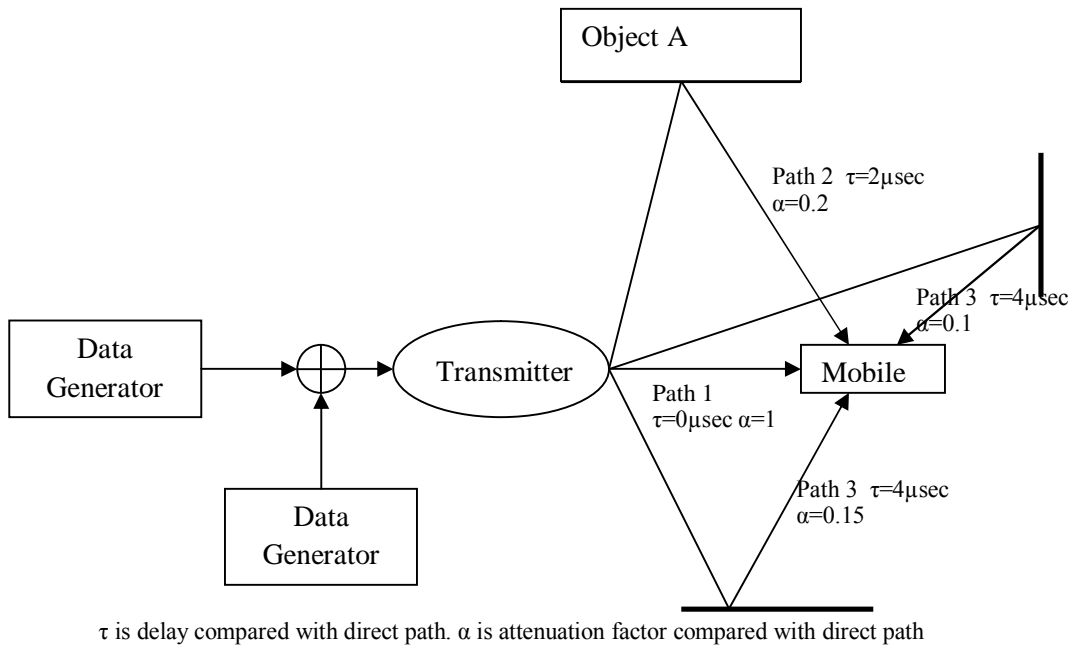 Object A
Path 2 τ=2µsec
α=0.2
Path 3 τ=4µsec
α=0.1
Data
Generator
Transmitter
Mobile
Path 1
τ=0µsec α=1
Path 3 τ=4µsec
α=0.15
Data
Generator
τ is delay compared with direct path. α is attenuation factor compared with direct path